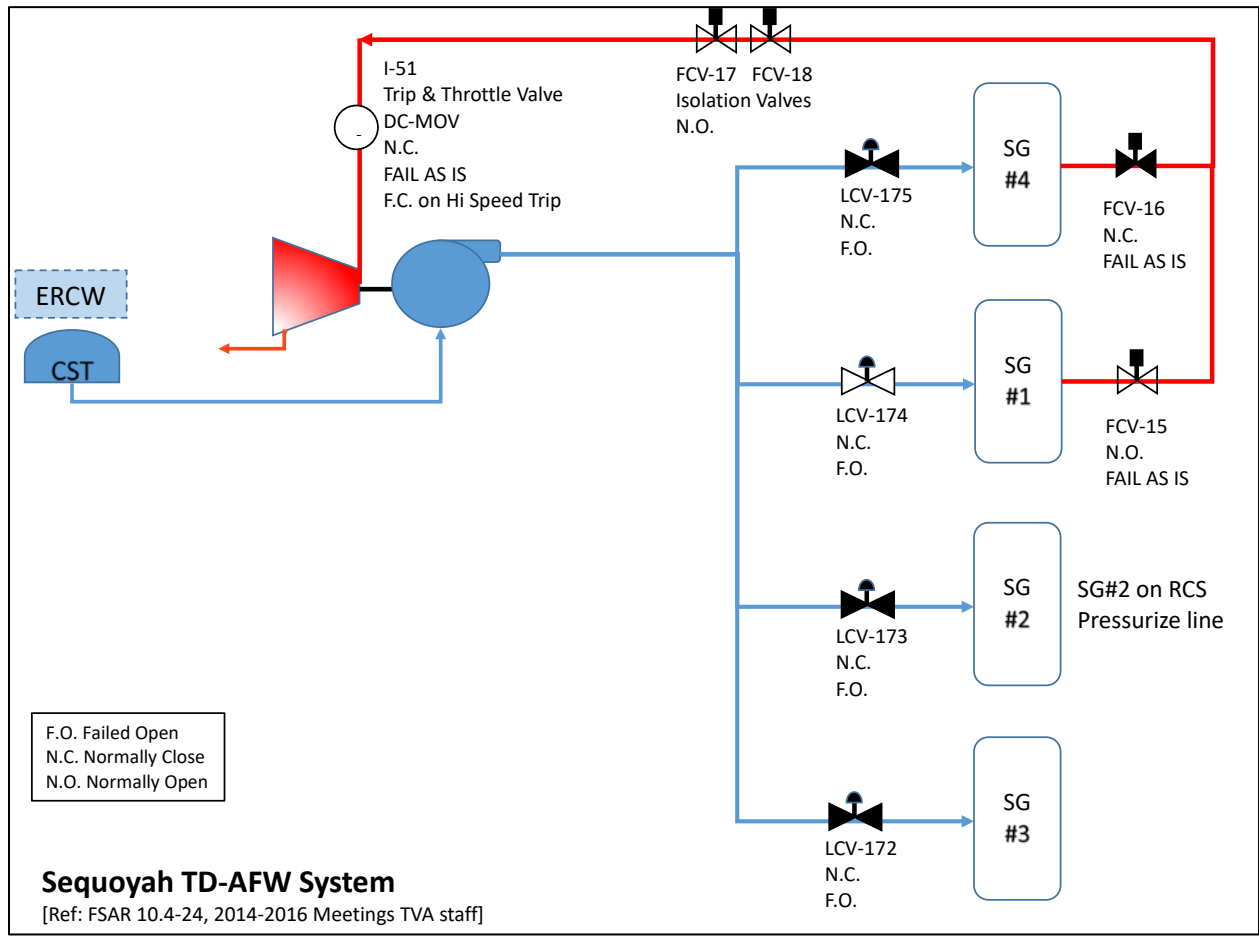 I-51
Trip & Throttle Valve
DC-MOV
N.C.
FAIL AS IS
F.C. on Hi Speed Trip
-
FCV-17 FCV-18
Isolation Valves
N.O.
LCV-175
N.C.
F.O.
SG
#4
FCV-16
N.C.
FAIL AS IS
ERCW
CST
LCV-174
N.C.
F.O.
SG
#1
FCV-15
N.O.
FAIL AS IS
LCV-173
N.C.
F.O.
SG
#2
SG#2 on RCS
Pressurize line
F.O. Failed Open
N.C. Normally Close
N.O. Normally Open
LCV-172
N.C.
F.O.
SG
#3
Sequoyah TD-AFW System
[Ref: FSAR 10.4-24, 2014-2016 Meetings TVA staff]